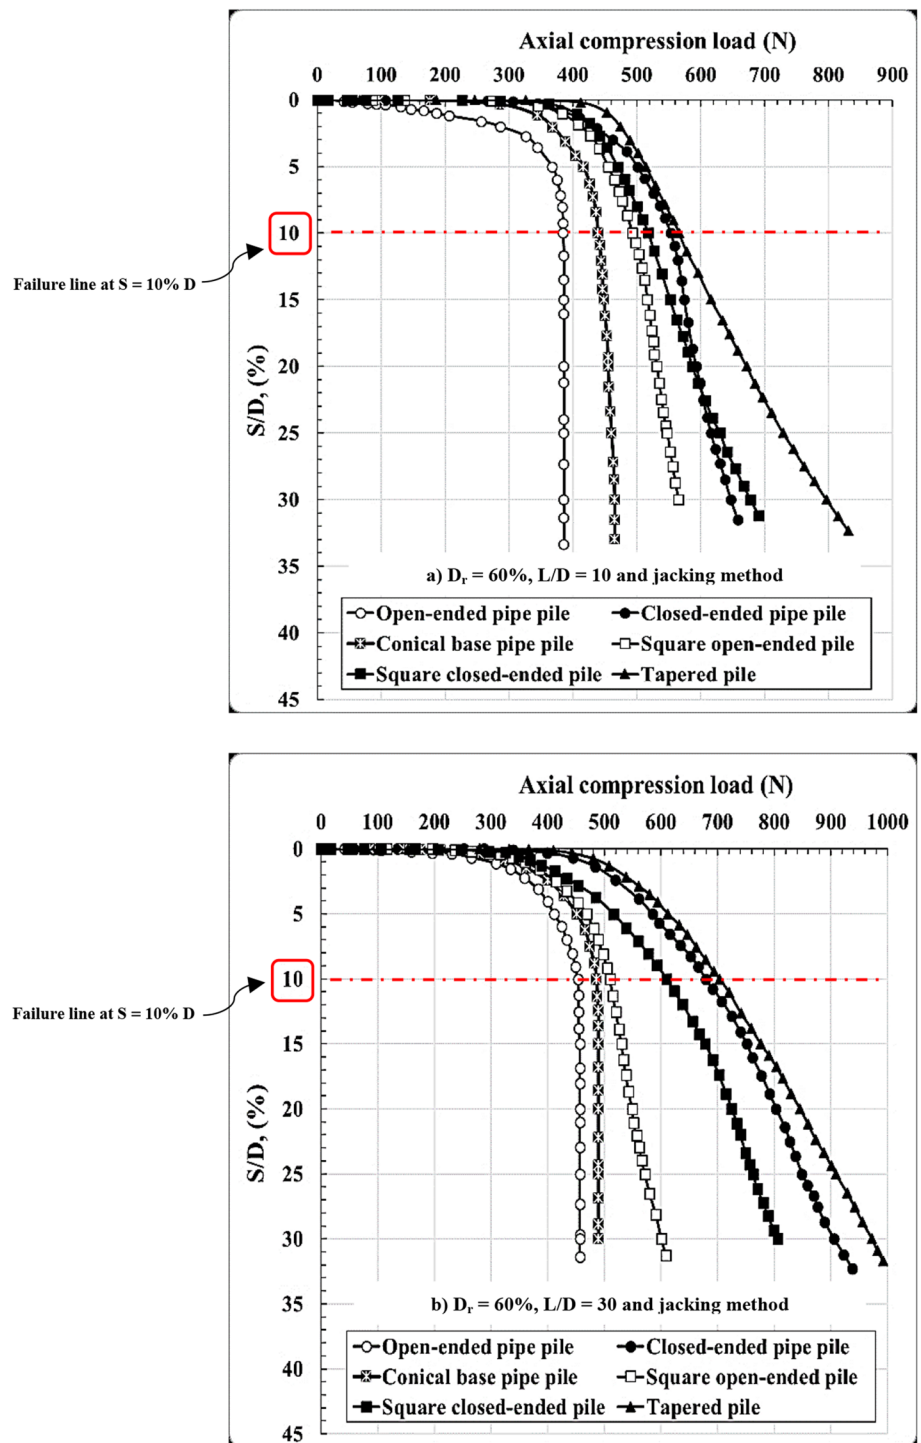 Axial compression load (N)
0 100 200 300 400 500 600 700 800 900
0
5
10
15
20
25
30
35
40
45
S/D, (%)
Failure line at S = 10% D
a) Dr = 60%, L/D = 10 and jacking method
Open-ended pipe pile Closed-ended pipe pile
Conical base pipe pile Square open-ended pile
Square closed-ended pile Tapered pile
Axial compression load (N)
0 100 200 300 400 500 600 700 800 900 1000
0
5
10
15
20
25
30
35
40
45
S/D, (%)
Failure line at S = 10% D
b) Dr = 60%, L/D = 30 and jacking method
Open-ended pipe pile Closed-ended pipe pile
Conical base pipe pile Square open-ended pile
Square closed-ended pile Tapered pile